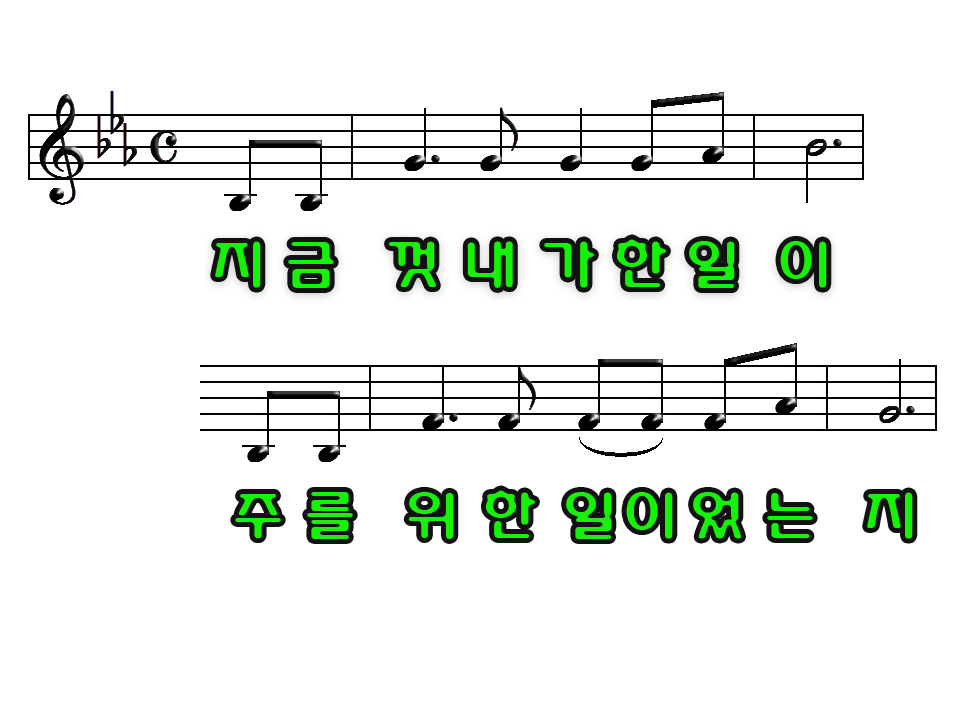 지금 껏 내 가 한 일 이
주 를 위 한 일 이 었 는 지